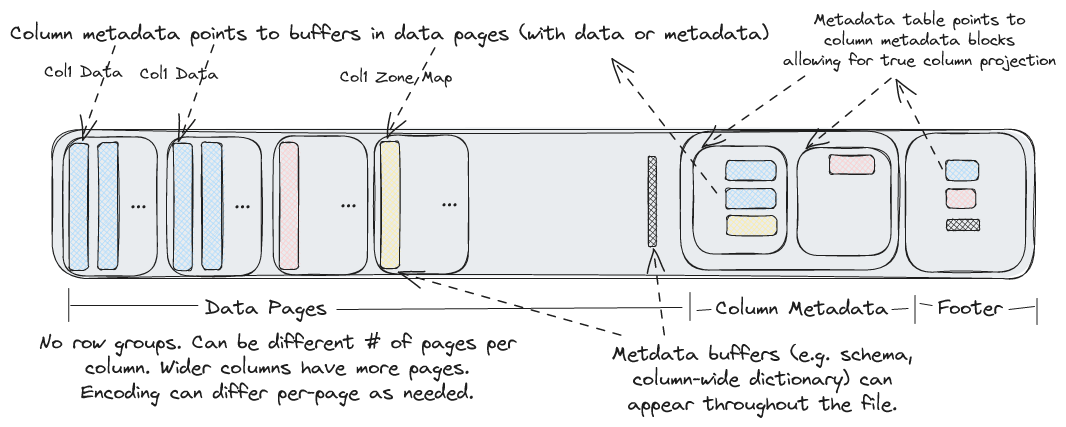 Column metadata points to buffers in data pages (with data or metadata)
Metadata table points to
column metadata blocks
allowing for true column projection
Col1 Data
Col1 Data
Col1 Zone Map
...
...
...
...
Data Pages
Column Metadata
Footer
No row groups. Can be different # of pages per
column. Wider columns have more pages.
Encoding can differ per-page as needed.
Metdata buffers (e.g. schema,
column-wide dictionary) can
appear throughout the file.